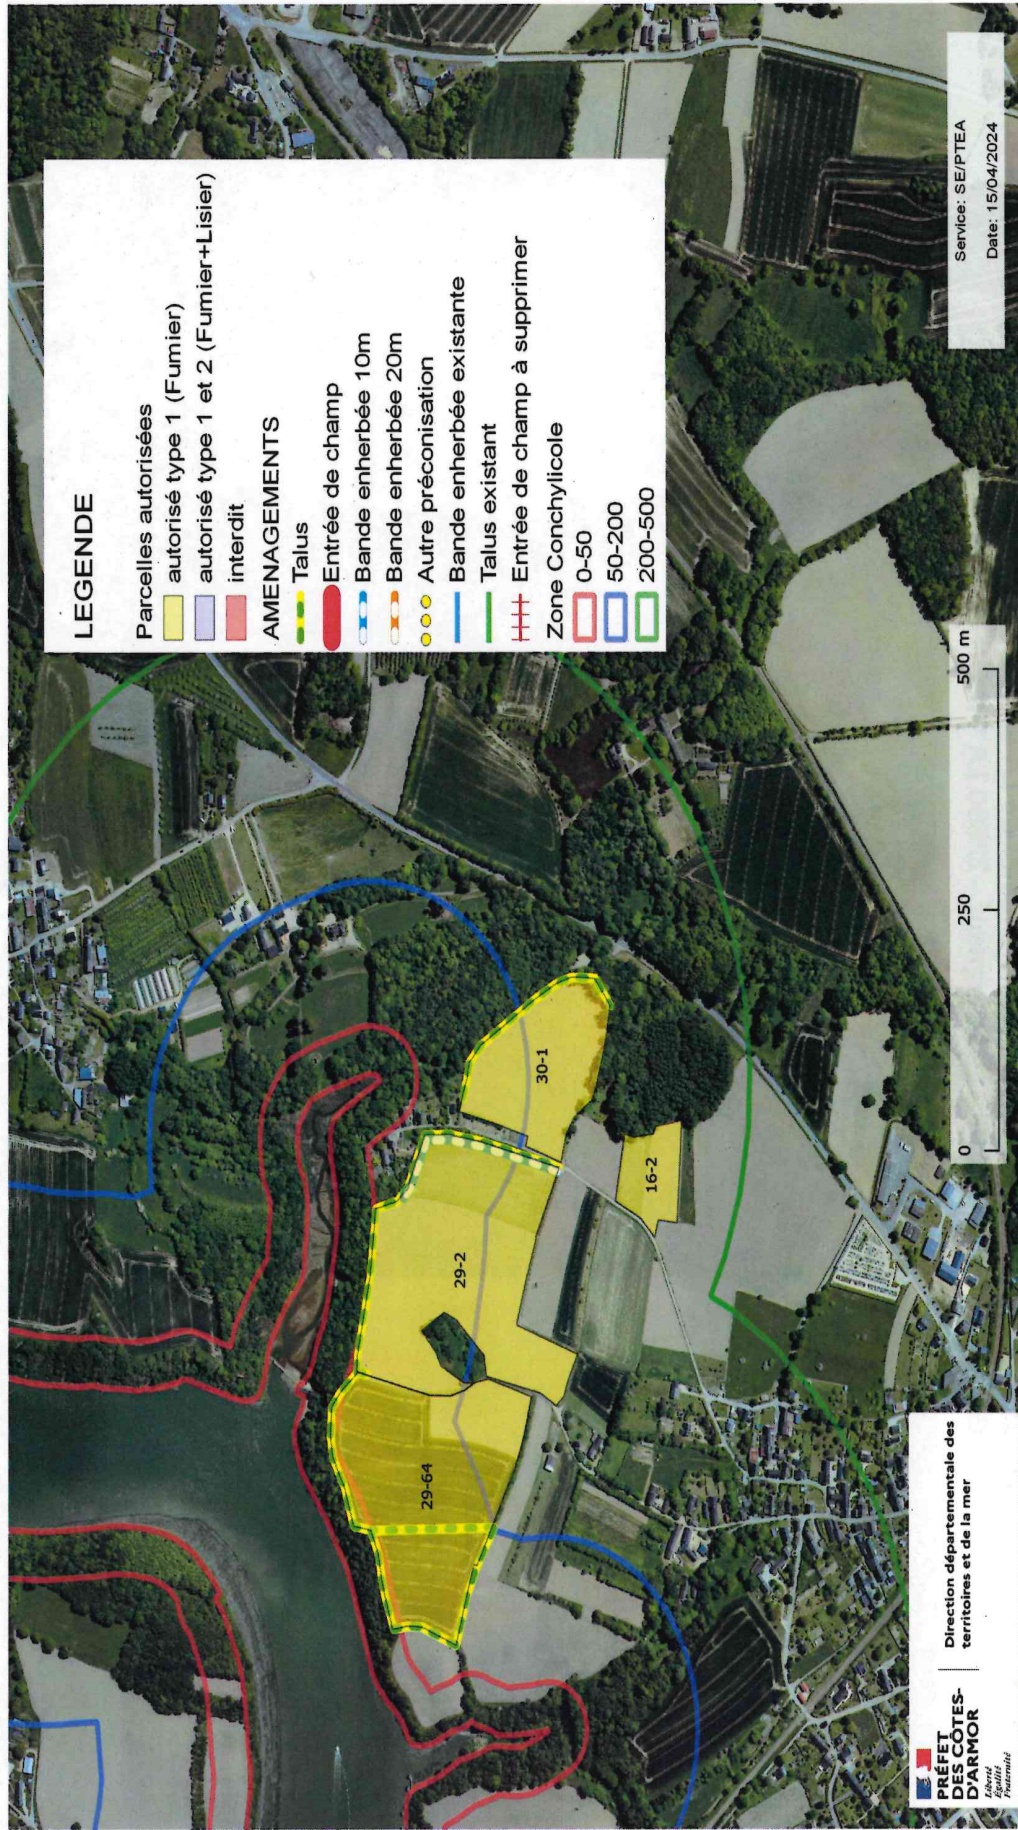 LEGENDE
Parcelles autorisées
autorisé type 1 (Fumier)
autorisé type 1 et 2 (Fumier+Lisier)
interdit
AMENAGEMENTS
Talus
Entrée de champ
Bande enherbée 10m
Bande enherbée 20m
Autre préconisation
Bande enherbée existante
Talus existant
Entrée de champ à supprimer
Zone Conchylicole
0-50
50-200
200-500
29-64
29-2
30-1
16-2
0 250 500 m
PRÉFET
DES CÔTES-
D'ARMOR
Liberté
Égalité
Fraternité
Direction départementale des
territoires et de la mer
Service: SE/PTEA
Date: 15/04/2024